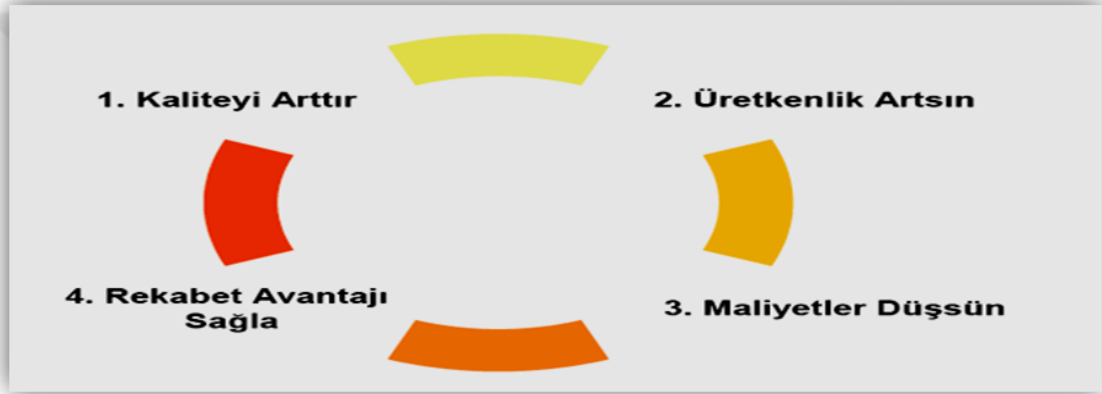 1. Kaliteyi Arttır
2. Üretkenlik Artsın
3. Maliyetler Düşsün
4. Rekabet Avantajı
Sağla